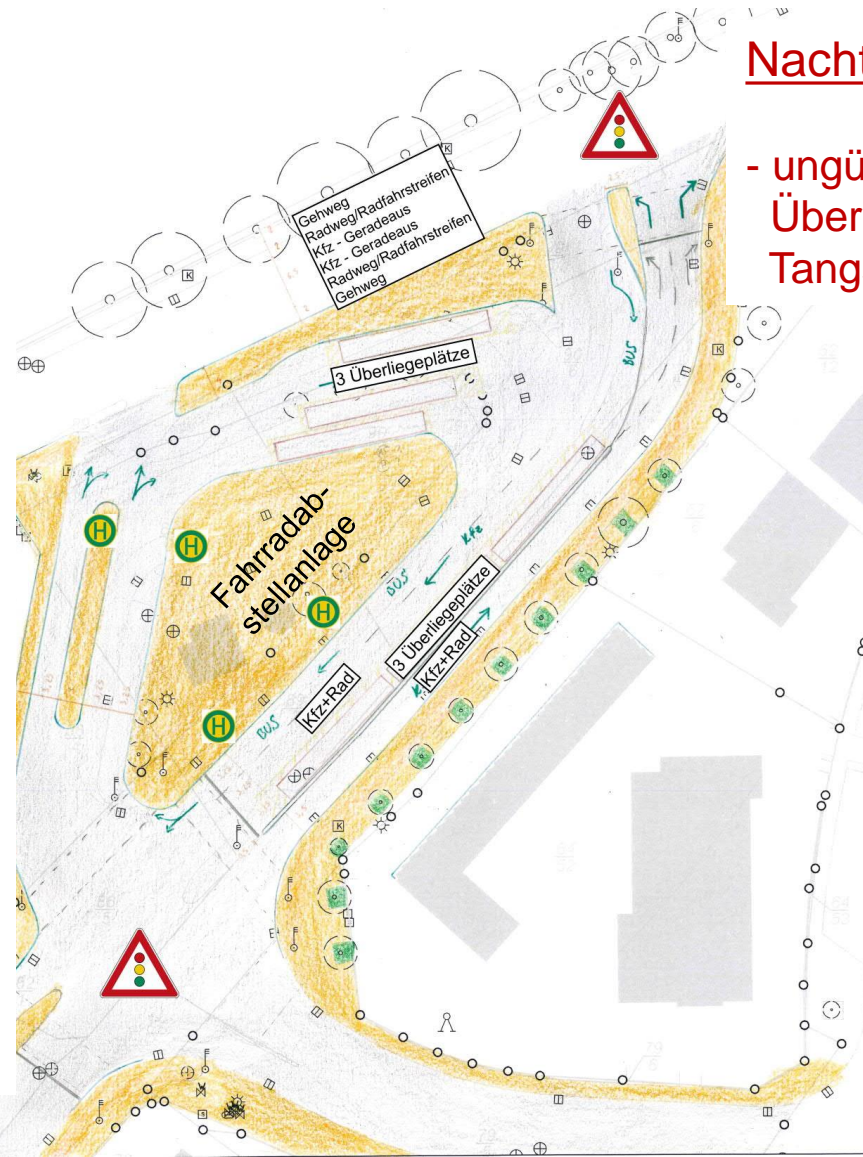 Nacht
- ungü
Über
Tang
Gehweg
Radweg/Radfahrstreifen
Kfz - Geradeaus
Kfz - Geradeaus
Radweg/Radfahrstreifen
Gehweg
3 Überliegeplätze
BUS
H
H
Fahrradab-
stellanlage
Kfz
BUS
H
3 Überliegeplätze
Kfz+Rad
Kfz+Rad
H
BUS
K
K
K
K
K